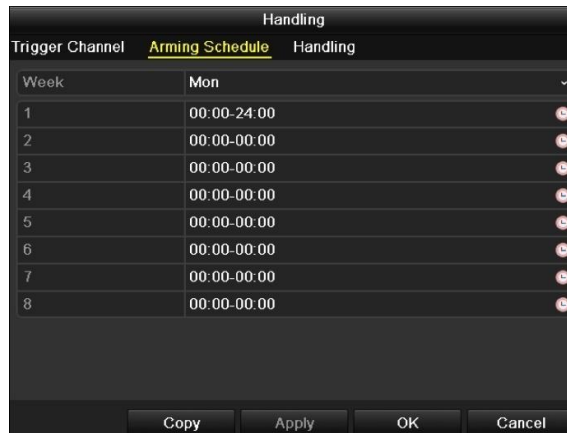 Handling
Trigger Channel Arming Schedule Handling
Week Mon
1 00:00-24:00
2 00:00-00:00
3 00:00-00:00
4 00:00-00:00
5 00:00-00:00
6 00:00-00:00
7 00:00-00:00
8 00:00-00:00
Copy Apply OK Cancel